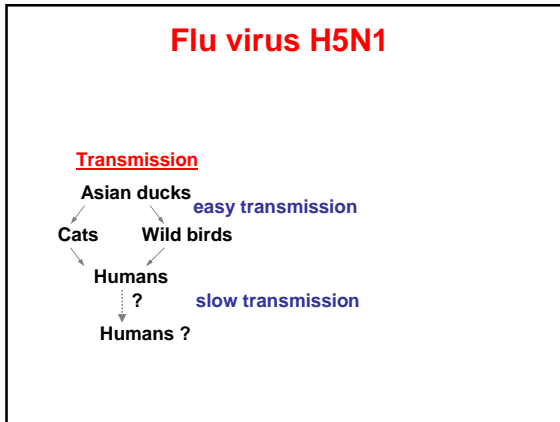 Flu virus H5N1
Transmission
Asian ducks
easy transmission
Cats Wild birds
Humans
? slow transmission
Humans ?